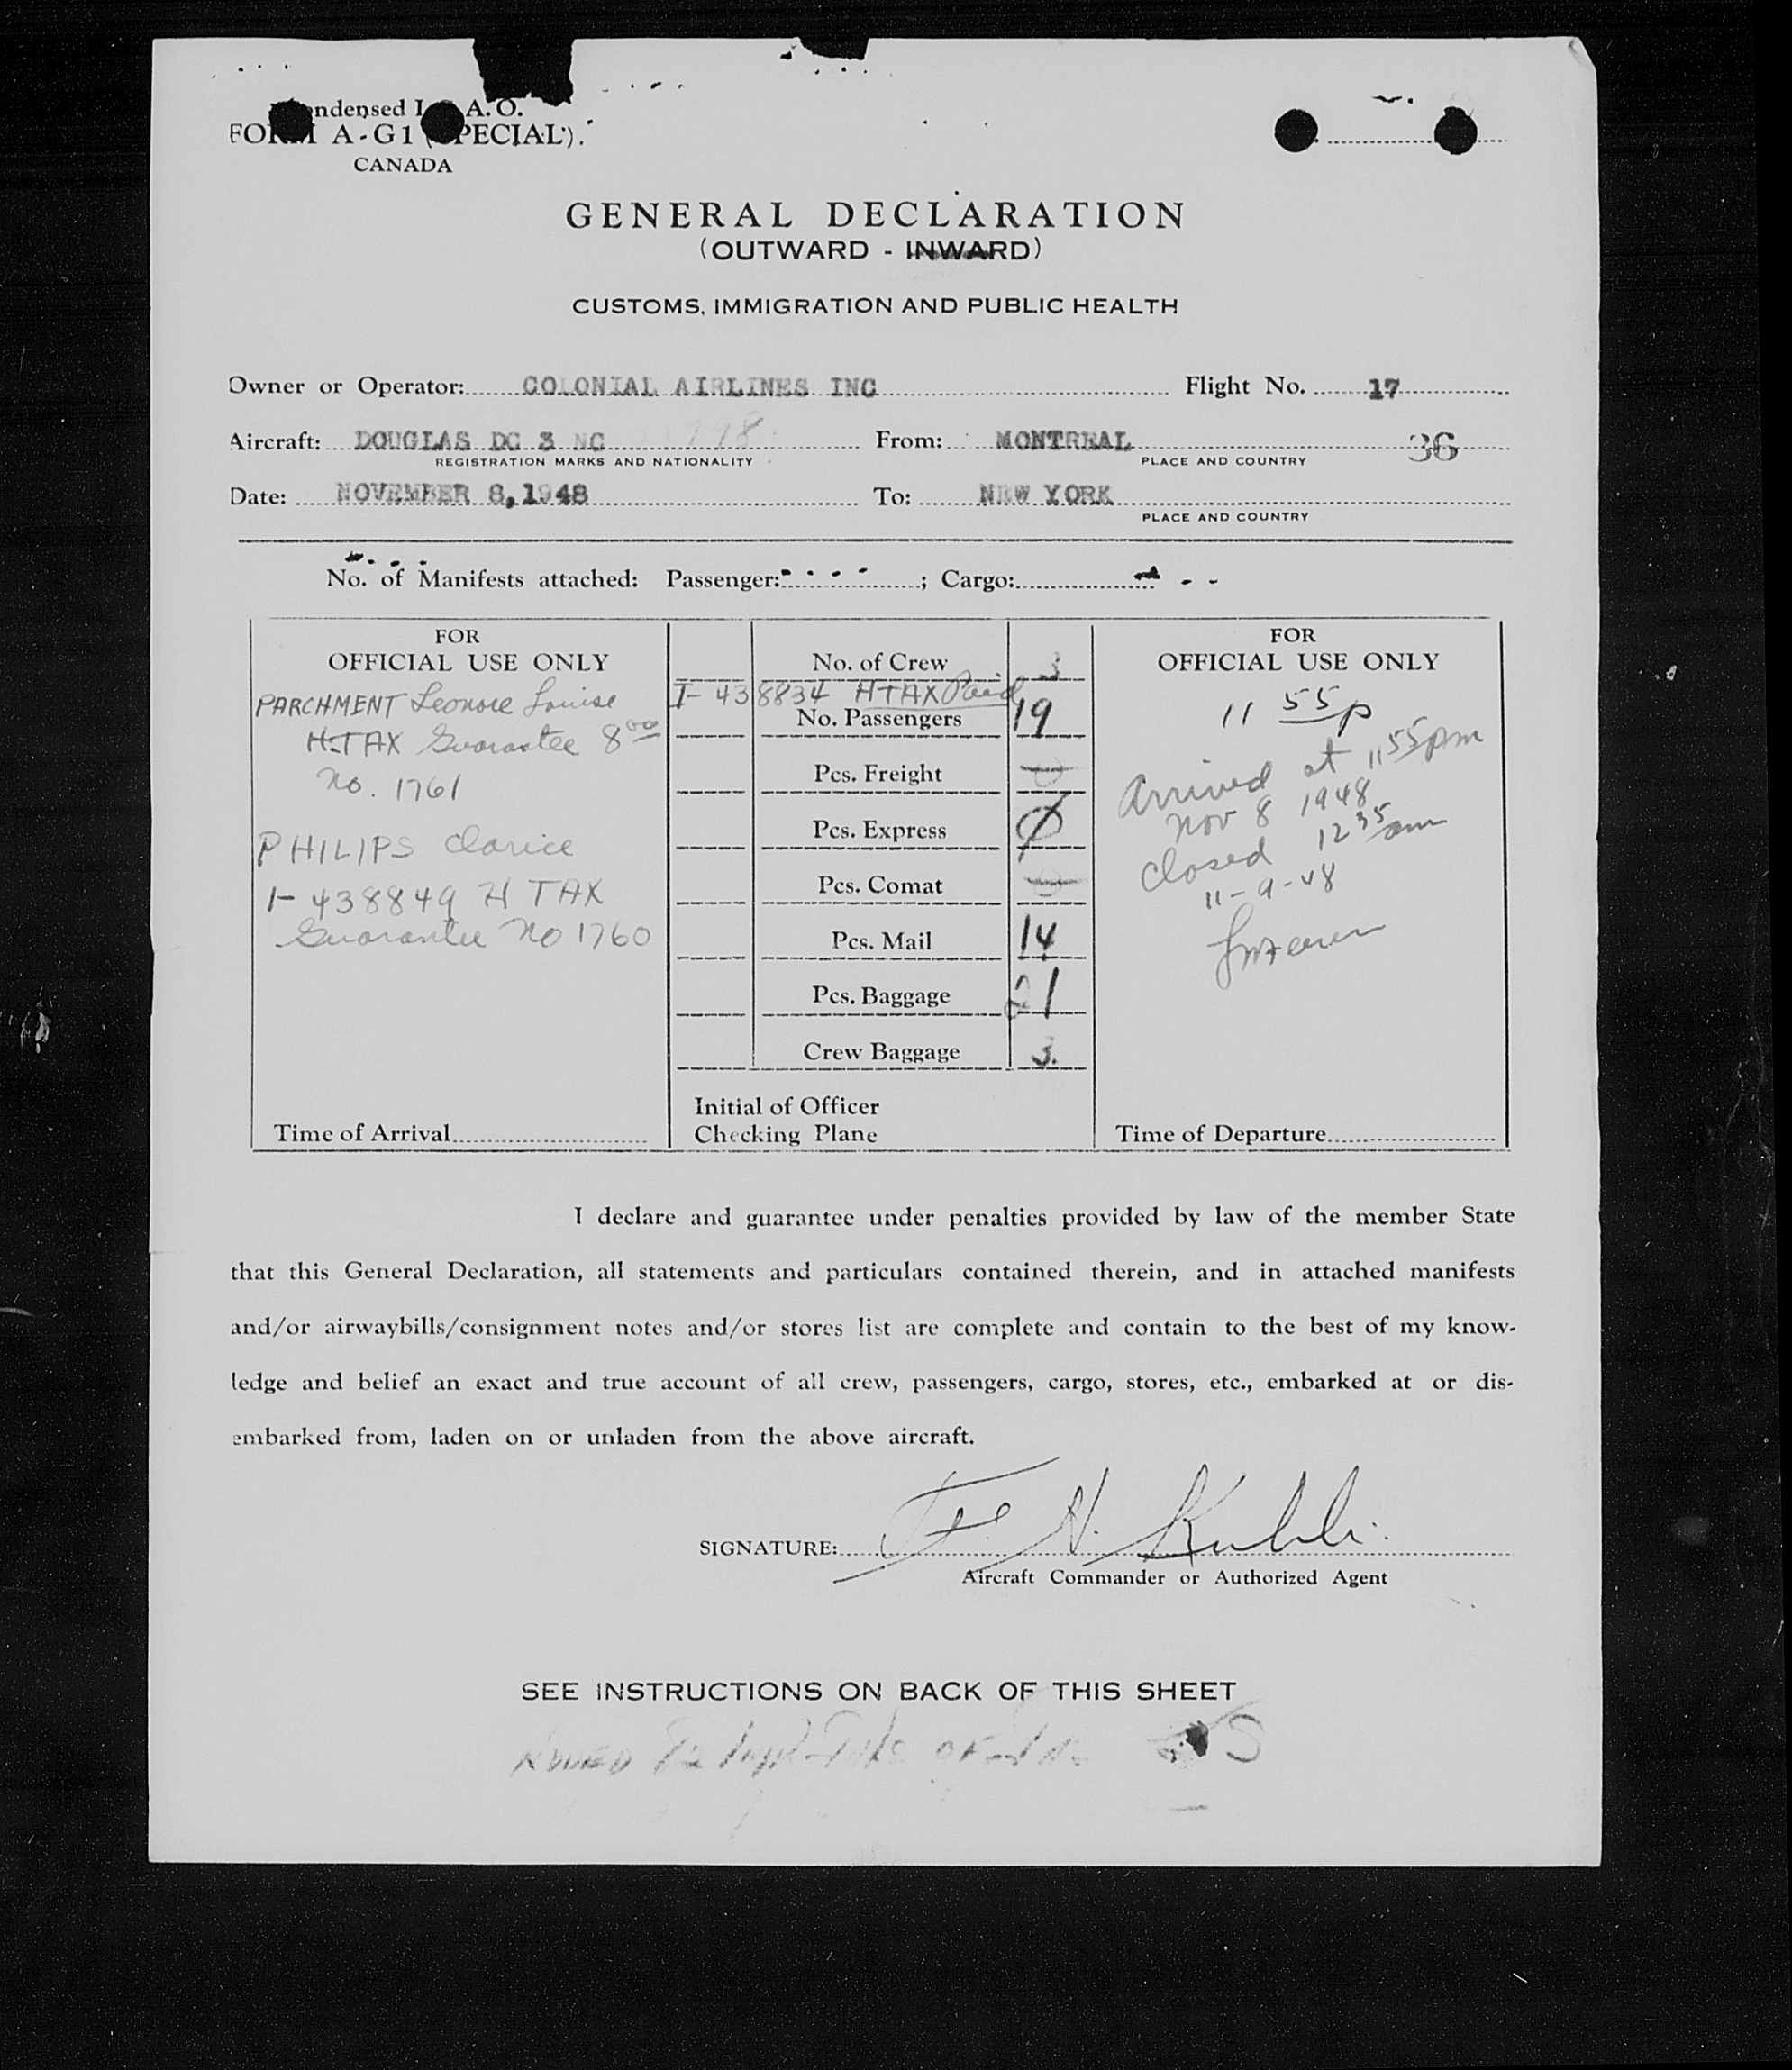 ndensed I A.O.
FORM A-G1 (SPECIAL).
CANADA
GENERAL DECLARATION
(OUTWARD - INWARD)
CUSTOMS, IMMIGRATION AND PUBLIC HEALTH
Owner or Operator: COLONIAL AIRLINES INC Flight No. 17
Aircraft: DOUGLAS DC 3 NC From: MONTREAL 36
REGISTRATION MARKS AND NATIONALITY PLACE AND COUNTRY
Date: NOVEMBER 8, 1948 To: NEW YORK
PLACE AND COUNTRY
No. of Manifests attached: Passenger: ; Cargo:
FOR
OFFICIAL USE ONLY
PARCHMENT Leonore Louise I-438834 H TAX Paid
H.TAX Guarantee 8.00
No. 1761
PHILIPS Clarice
I-438849 H TAX
Guarantee No 1760
Time of Arrival
No. of Crew 3
No. Passengers 19
Pcs. Freight
Pcs. Express
Pcs. Comat
Pcs. Mail 14
Pcs. Baggage 21
Crew Baggage 3.
Initial of Officer
Checking Plane
FOR
OFFICIAL USE ONLY
11 55 p
Arrived at 11 55 pm
Nov 8 1948
Closed 12 35 am
11-9-48
Time of Departure
I declare and guarantee under penalties provided by law of the member State
that this General Declaration, all statements and particulars contained therein, and in attached manifests
and/or airwaybills/consignment notes and/or stores list are complete and contain to the best of my know-
ledge and belief an exact and true account of all crew, passengers, cargo, stores, etc., embarked at or dis-
embarked from, laden on or unladen from the above aircraft.
SIGNATURE:
Aircraft Commander or Authorized Agent
SEE INSTRUCTIONS ON BACK OF THIS SHEET